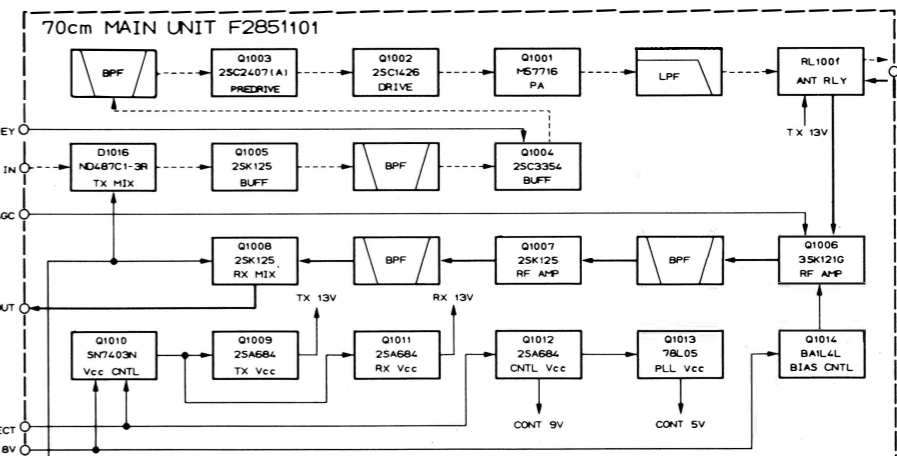 70cm MAIN UNIT F2851101
BPF
Q1003
2SC2407(A)
PREDRIVE
Q1002
2SC1426
DRIVE
Q1001
M57716
PA
LPF
RL1001
ANT RLY
TX 13V
EY
IN
D1016
ND487C1-3R
TX MIX
Q1005
2SK125
BUFF
BPF
Q1004
2SC3354
BUFF
GC
Q1008
2SK125
RX MIX
BPF
Q1007
2SK125
RF AMP
BPF
Q1006
3SK121G
RF AMP
OUT
TX 13V
RX 13V
Q1010
SN7403N
Vcc CNTL
Q1009
2SA684
TX Vcc
Q1011
2SA684
RX Vcc
Q1012
2SA684
CNTL Vcc
Q1013
78L05
PLL Vcc
Q1014
BA1L4L
BIAS CNTL
CONT 9V
CONT 5V
ECT
8V